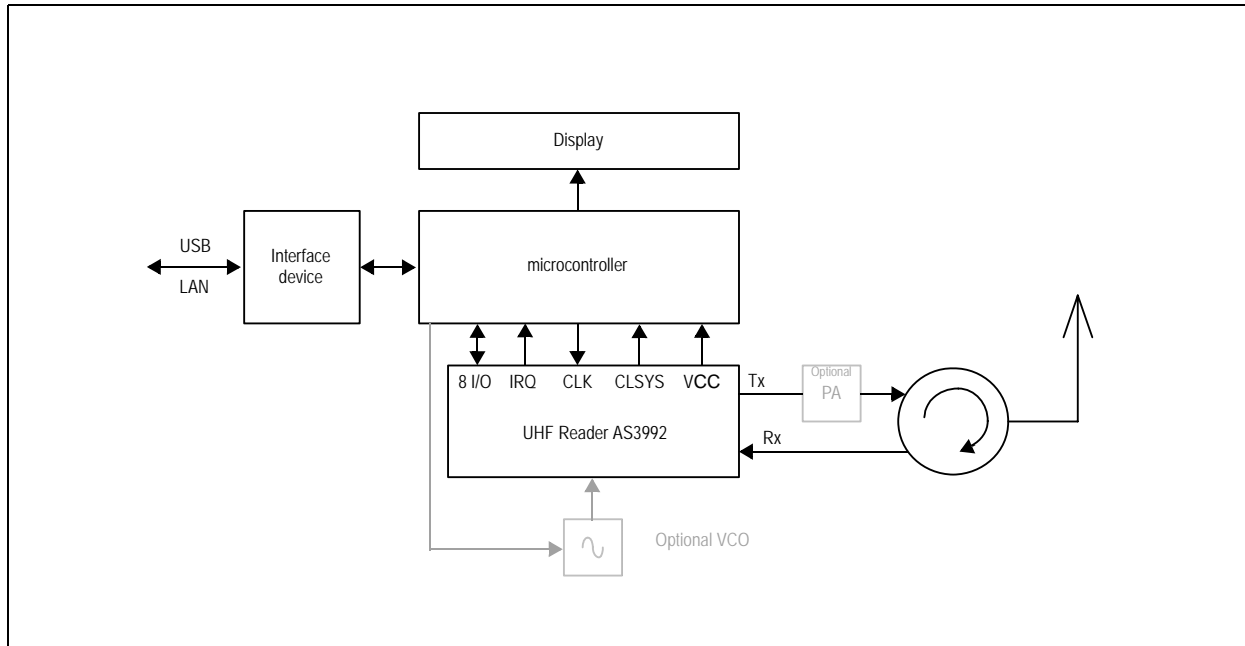 Display
USB
LAN
Interface
device
microcontroller
8 I/O IRQ CLK CLSYS VCC
UHF Reader AS3992
Tx
Optional
PA
Rx
Optional VCO